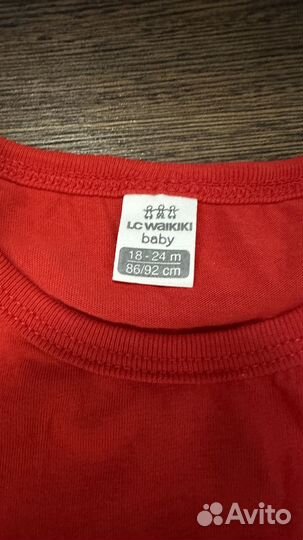 LC WAIKIKI
baby
18 - 24 m
86/92 cm
Avito